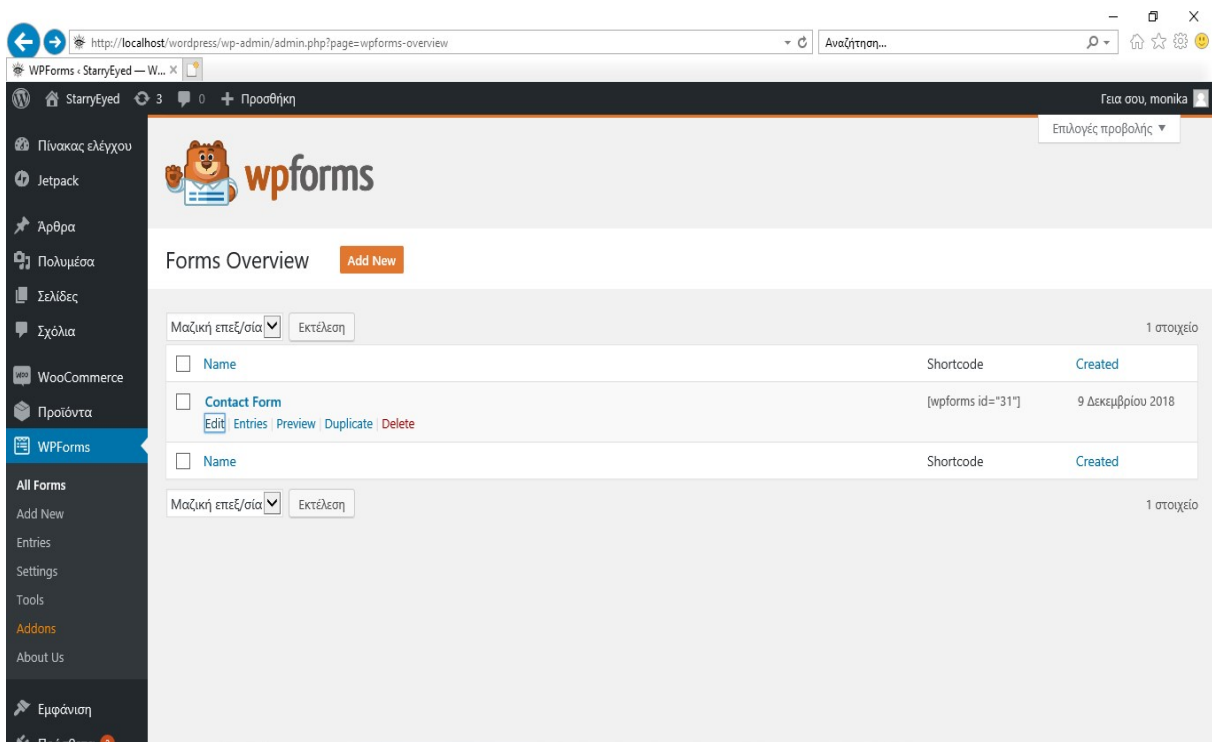 http://localhost/wordpress/wp-admin/admin.php?page=wpforms-overview
Αναζήτηση...
WPForms ‹ StarryEyed — W...
StarryEyed 3 0 Προσθήκη Γεια σου, monika
Επιλογές προβολής
Πίνακας ελέγχου
Jetpack
Άρθρα
Πολυμέσα
Σελίδες
Σχόλια
WooCommerce
Προϊόντα
WPForms
All Forms
Add New
Entries
Settings
Tools
Addons
About Us
Εμφάνιση
wpforms
Forms Overview Add New
Μαζική επεξ/σία Εκτέλεση 1 στοιχείο
Name Shortcode Created
Contact Form [wpforms id="31"] 9 Δεκεμβρίου 2018
Edit | Entries | Preview | Duplicate | Delete
Name Shortcode Created
Μαζική επεξ/σία Εκτέλεση 1 στοιχείο